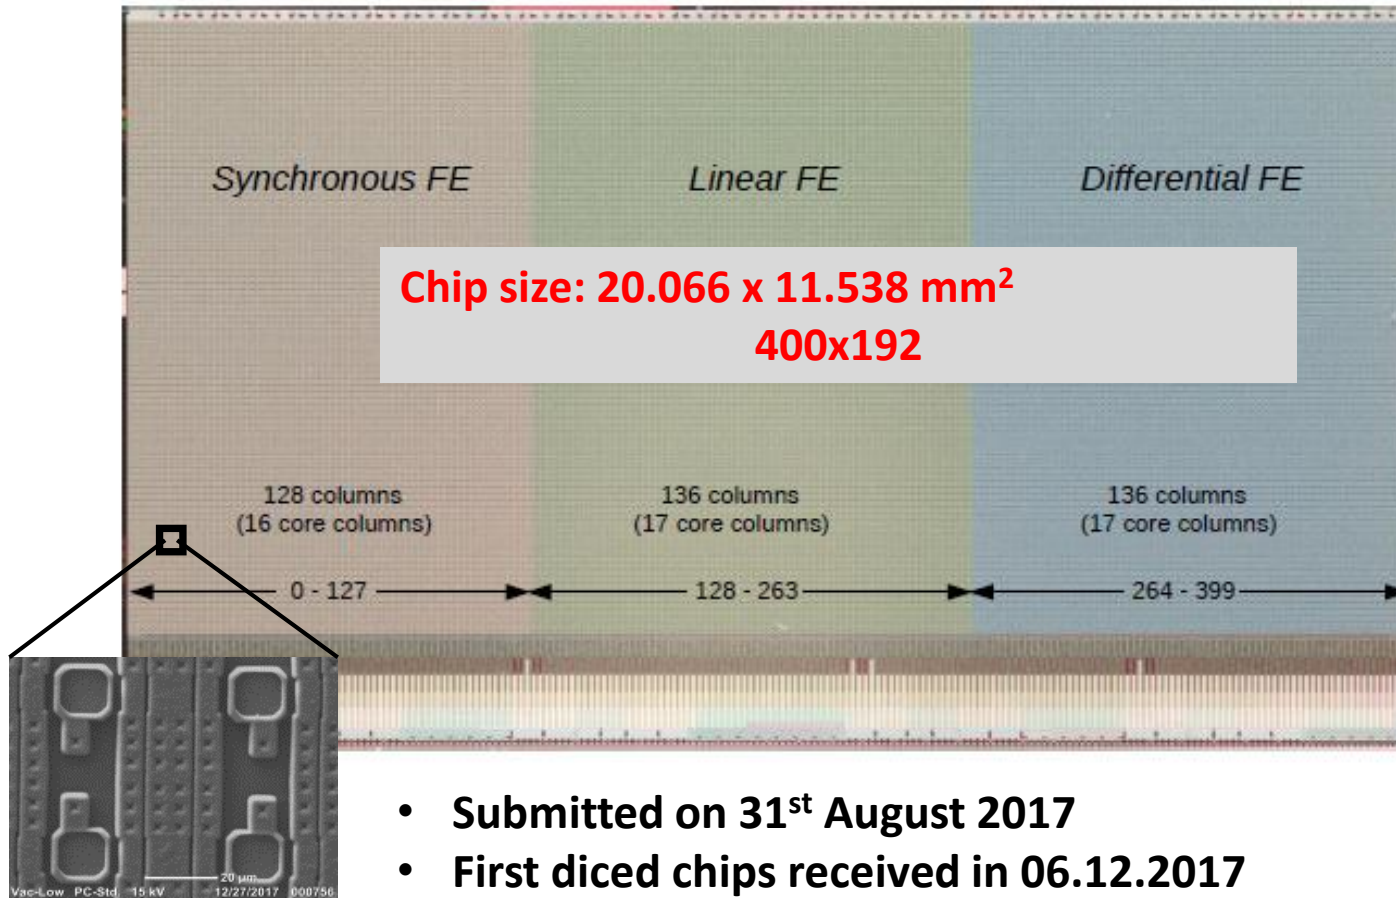 Synchronous FE
Linear FE
Differential FE
Chip size: 20.066 x 11.538 mm²
400x192
128 columns
(16 core columns)
136 columns
(17 core columns)
136 columns
(17 core columns)
0 - 127
128 - 263
264 - 399
20 µm
Vac-Low PC-Std. 15 kV 12/27/2017 000756
• Submitted on 31st August 2017
• First diced chips received in 06.12.2017